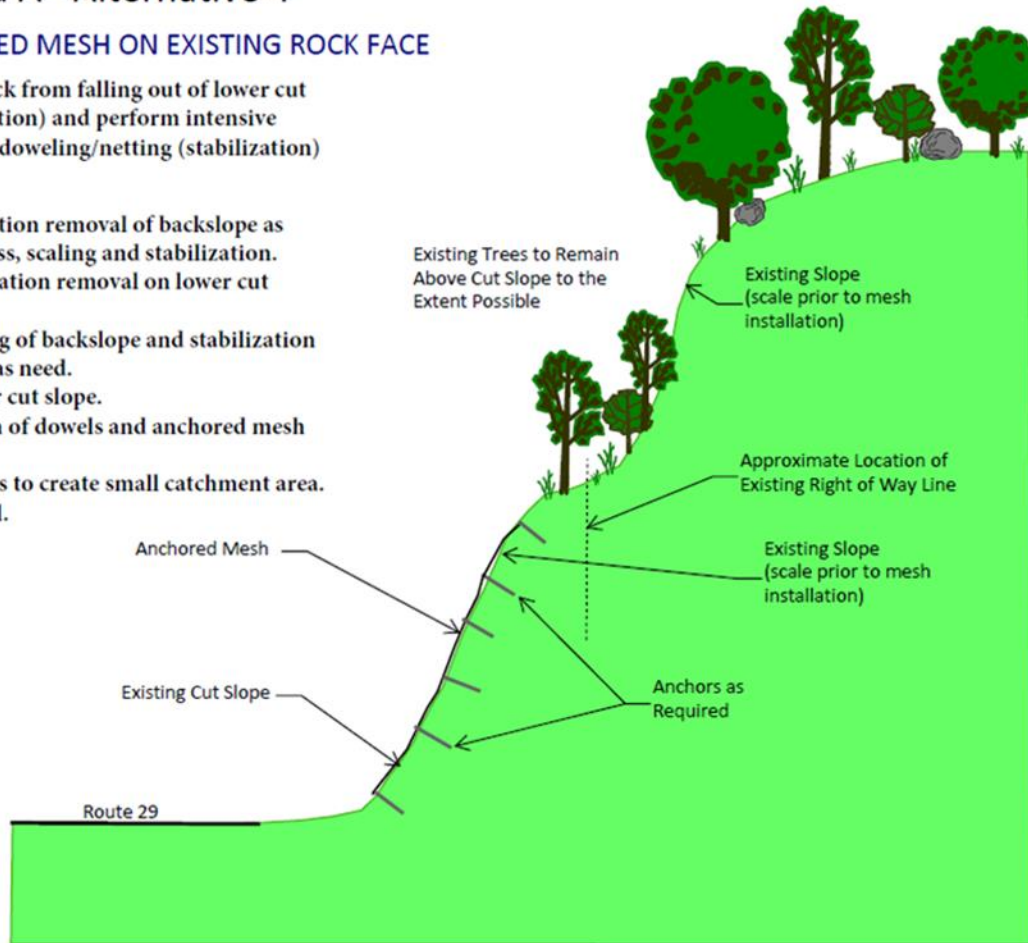 ED MESH ON EXISTING ROCK FACE
ck from falling out of lower cut
tion) and perform intensive
doweling/netting (stabilization)
tion removal of backslope as
ss, scaling and stabilization.
ation removal on lower cut
g of backslope and stabilization
as need.
r cut slope.
n of dowels and anchored mesh
s to create small catchment area.
d.
Existing Trees to Remain
Above Cut Slope to the
Extent Possible
Existing Slope
(scale prior to mesh
installation)
Approximate Location of
Existing Right of Way Line
Anchored Mesh
Existing Slope
(scale prior to mesh
installation)
Existing Cut Slope
Anchors as
Required
Route 29